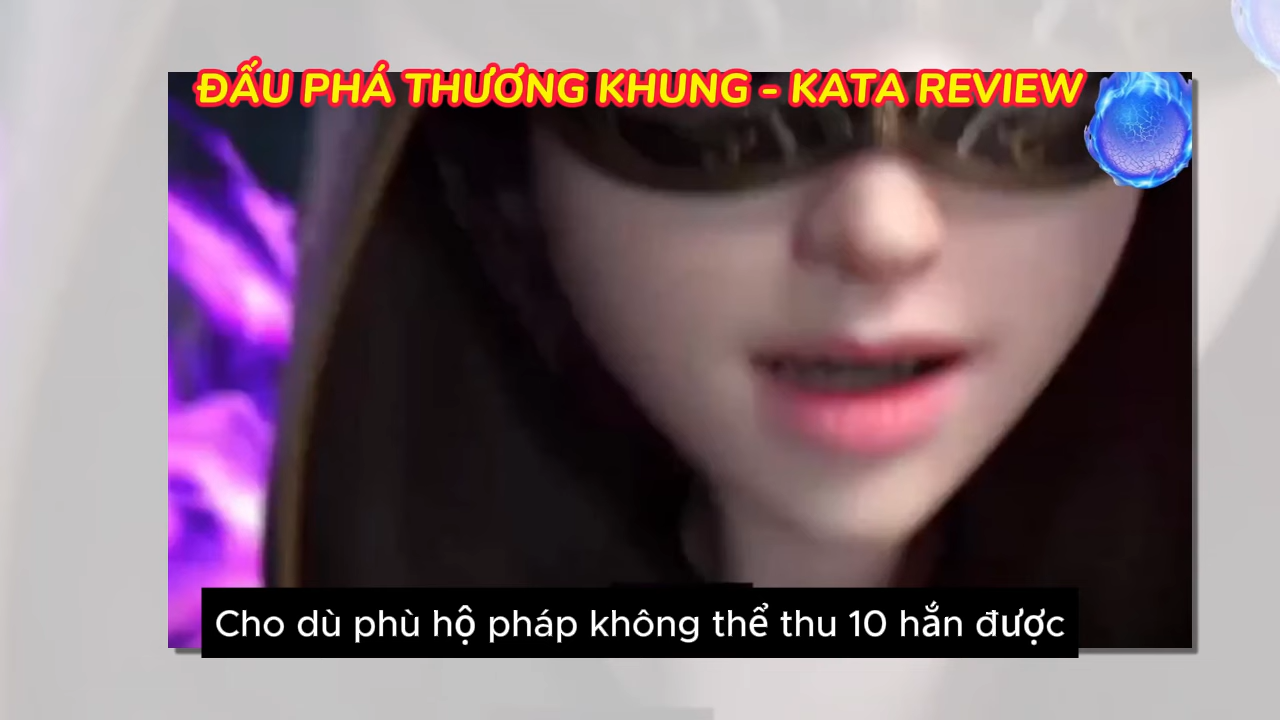 ĐẤU PHÁ THƯƠNG KHUNG - KATA REVIEW
Cho dù phù hộ pháp không thể thu 10 hắn được